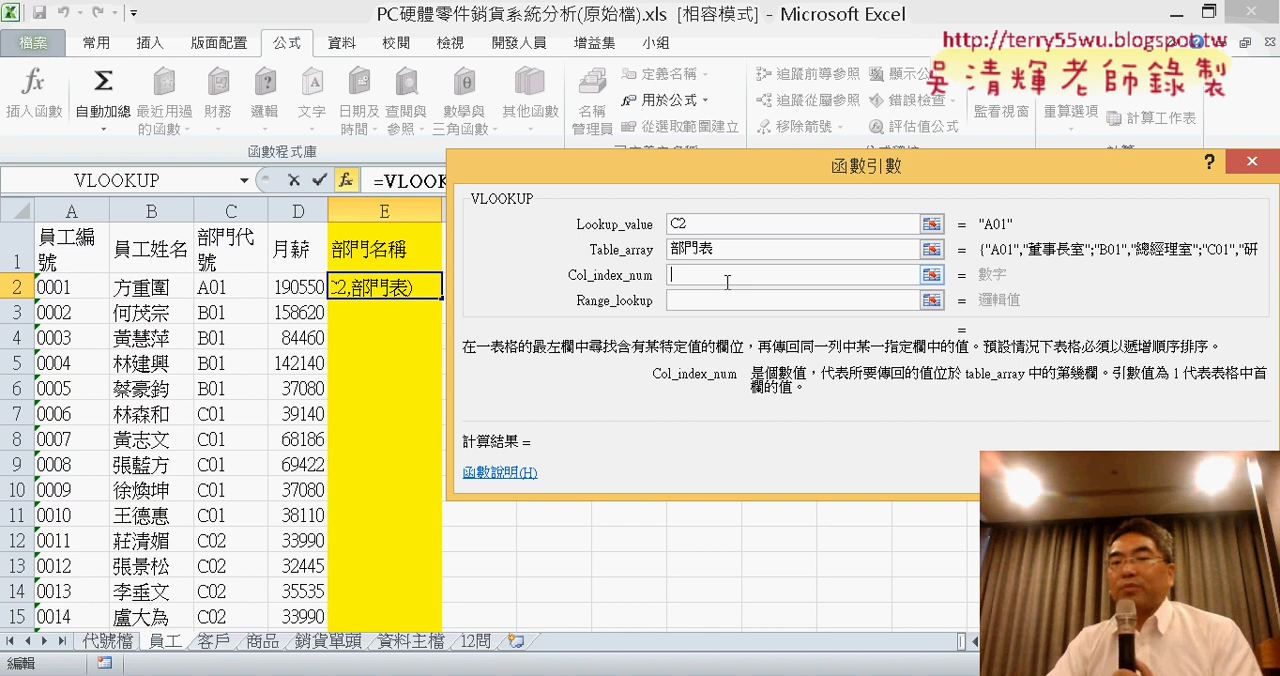 PC硬體零件銷貨系統分析(原始檔).xls [相容模式] - Microsoft Excel
http://terry55wu.blogspot.tw
吳清輝老師錄製
檔案 常用 插入 版面配置 公式 資料 校閱 檢視 開發人員 增益集 小組
fx 插入函數
Σ 自動加總
最近用過的函數
財務
邏輯
文字
日期及時間
查閱與參照
數學與三角函數
其他函數
函數程式庫
名稱管理員
定義名稱
用於公式
從選取範圍建立
追蹤前導參照
追蹤從屬參照
移除箭號
顯示公
錯誤檢查
評估值公式
監看視窗
重算選項
計算工作表
VLOOKUP fx =VLOOK
A B C D E
1 員工編號 員工姓名 部門代號 月薪 部門名稱
2 0001 方重圍 A01 190550 C2,部門表)
3 0002 何茂宗 B01 158620
4 0003 黃慧萍 B01 84460
5 0004 林建興 B01 142140
6 0005 蔡豪鈞 B01 37080
7 0006 林森和 C01 39140
8 0007 黃志文 C01 68186
9 0008 張藍方 C01 69422
10 0009 徐煥坤 C01 37080
11 0010 王德惠 C01 38110
12 0011 莊清媚 C02 33990
13 0012 張景松 C02 32445
14 0013 李垂文 C02 35535
15 0014 盧大為 C02 33990
函數引數
? ×
VLOOKUP
Lookup_value C2 = "A01"
Table_array 部門表 = {"A01","董事長室";"B01","總經理室";"C01","研
Col_index_num = 數字
Range_lookup = 邏輯值
=
在一表格的最左欄中尋找含有某特定值的欄位，再傳回同一列中某一指定欄中的值。預設情況下表格必須以遞增順序排序。
Col_index_num 是個數值，代表所要傳回的值位於 table_array 中的第幾欄。引數值為 1 代表表格中首
欄的值。
計算結果 =
函數說明(H)
代號檔 員工 客戶 商品 銷貨單頭 資料主檔 12問
編輯